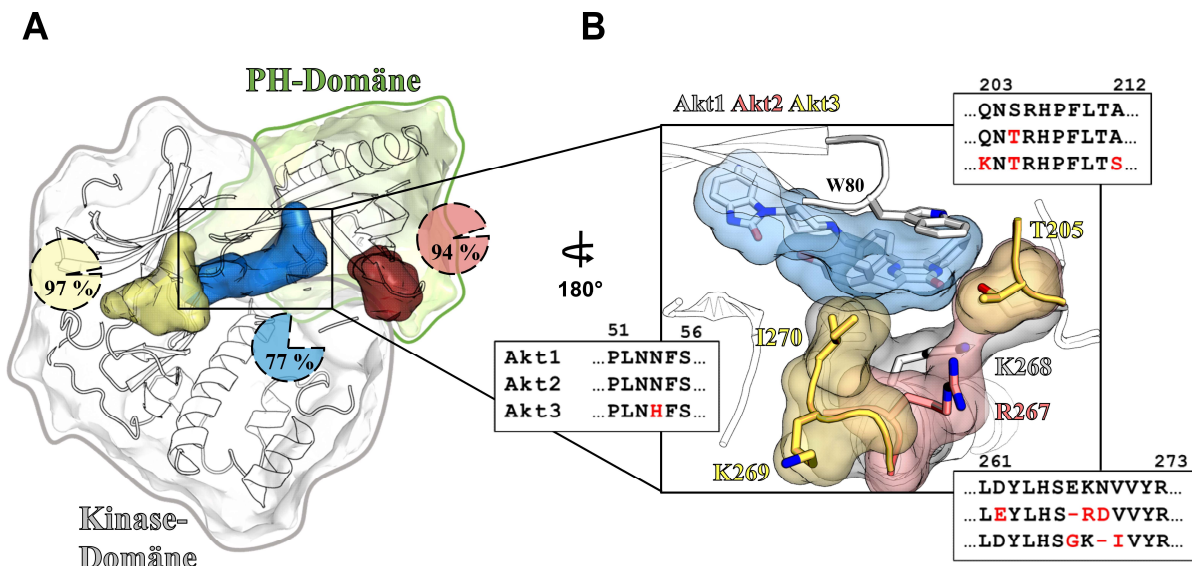 A
B
PH-Domäne
97 %
94 %
77 %
Kinase-
Domäne
180°
Akt1 Akt2 Akt3
W80
T205
I270
K268
R267
K269
203 212
…QNSRHPFLTA…
…QNTRHPFLTA…
…KNTRHPFLTS…
51 56
Akt1 …PLNNFS…
Akt2 …PLNNFS…
Akt3 …PLNHFS…
261 273
…LDYLHSEKNVVYR…
…LEYLHS-RDVVYR…
…LDYLHSGK-IVYR…